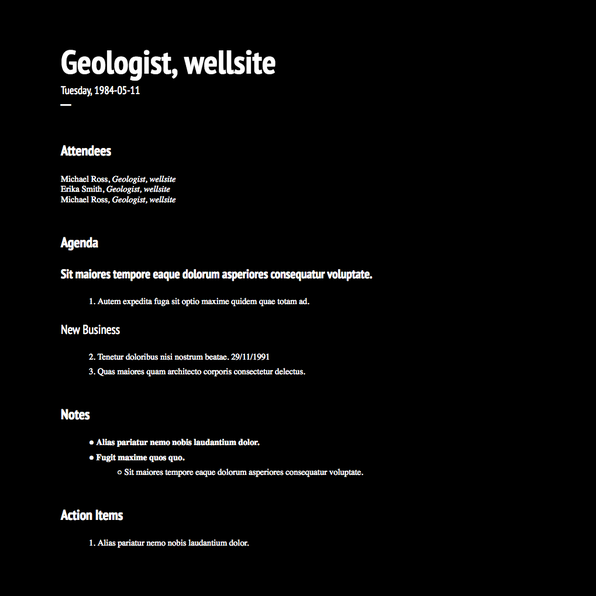 Geologist, wellsite
Tuesday, 1984-05-11
—
Attendees
Michael Ross, Geologist, wellsite
Erika Smith, Geologist, wellsite
Michael Ross, Geologist, wellsite
Agenda
Sit maiores tempore eaque dolorum asperiores consequatur voluptate.
1. Autem expedita fuga sit optio maxime quidem quae totam ad.
New Business
2. Tenetur doloribus nisi nostrum beatae. 29/11/1991
3. Quas maiores quam architecto corporis consectetur delectus.
Notes
• Alias pariatur nemo nobis laudantium dolor.
• Fugit maxime quos quo.
○ Sit maiores tempore eaque dolorum asperiores consequatur voluptate.
Action Items
1. Alias pariatur nemo nobis laudantium dolor.